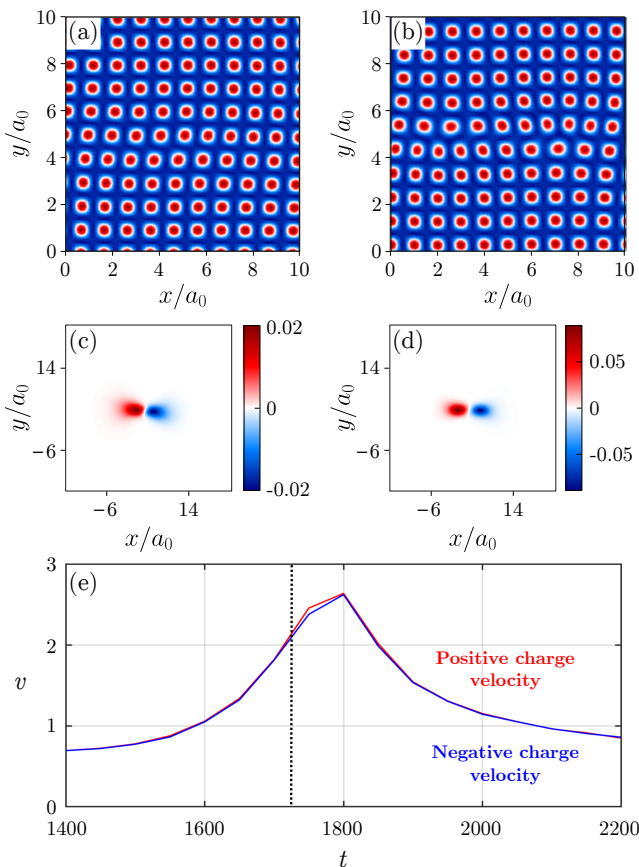 (a)
10
8
6
4
2
0
y/a₀
0 2 4 6 8 10
x/a₀
(b)
10
8
6
4
2
0
y/a₀
0 2 4 6 8 10
x/a₀
(c)
14
-6
y/a₀
-6 14
x/a₀
0.02
0
-0.02
(d)
14
-6
y/a₀
-6 14
x/a₀
0.05
0
-0.05
(e)
3
2
1
0
v
Positive charge
velocity
Negative charge
velocity
1400 1600 1800 2000 2200
t